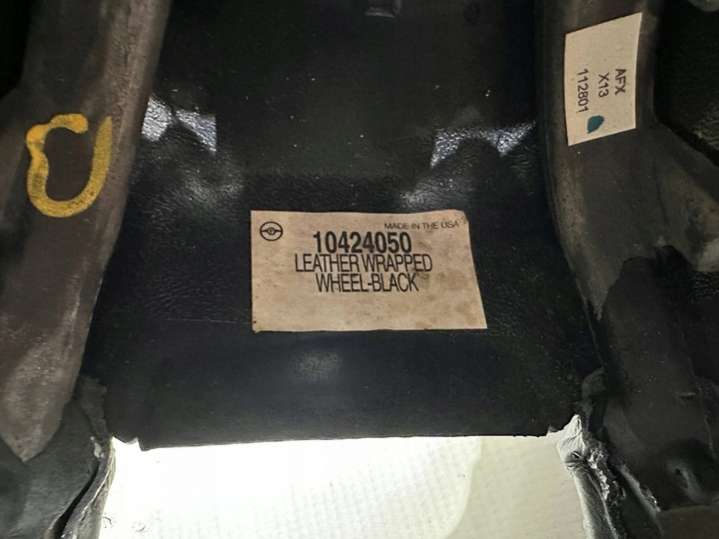 AFX
X13
112801
MADE IN THE USA
10424050
LEATHER WRAPPED
WHEEL-BLACK